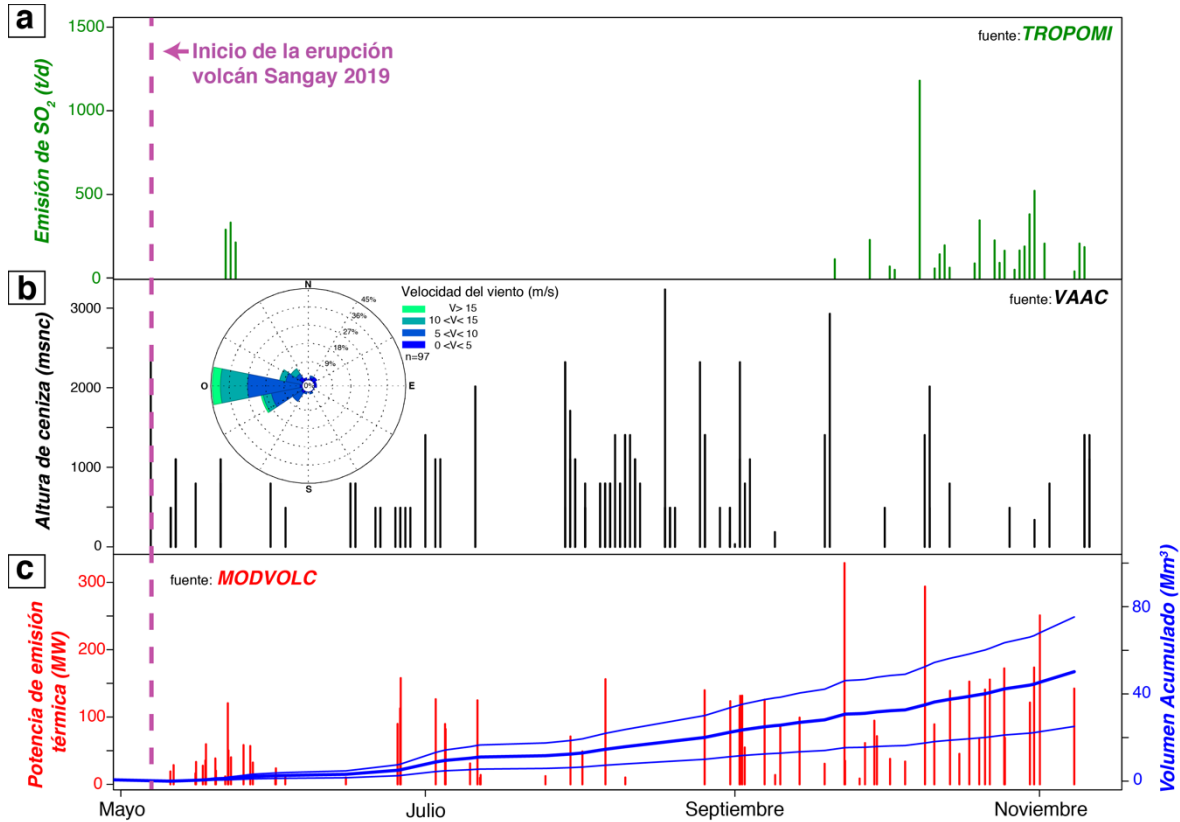 a
Emisión de SO₂ (t/d)
1500
1000
500
0
Inicio de la erupción
volcán Sangay 2019
fuente: TROPOMI
b
Altura de ceniza (msnc)
3000
2000
1000
0
N
O
E
S
45%
36%
27%
18%
9%
0%
Velocidad del viento (m/s)
V> 15
10 <V< 15
5 <V< 10
0 <V< 5
n=97
fuente: VAAC
c
Potencia de emisión
térmica (MW)
300
200
100
0
fuente: MODVOLC
80
40
0
Volumen Acumulado (Mm³)
Mayo
Julio
Septiembre
Noviembre